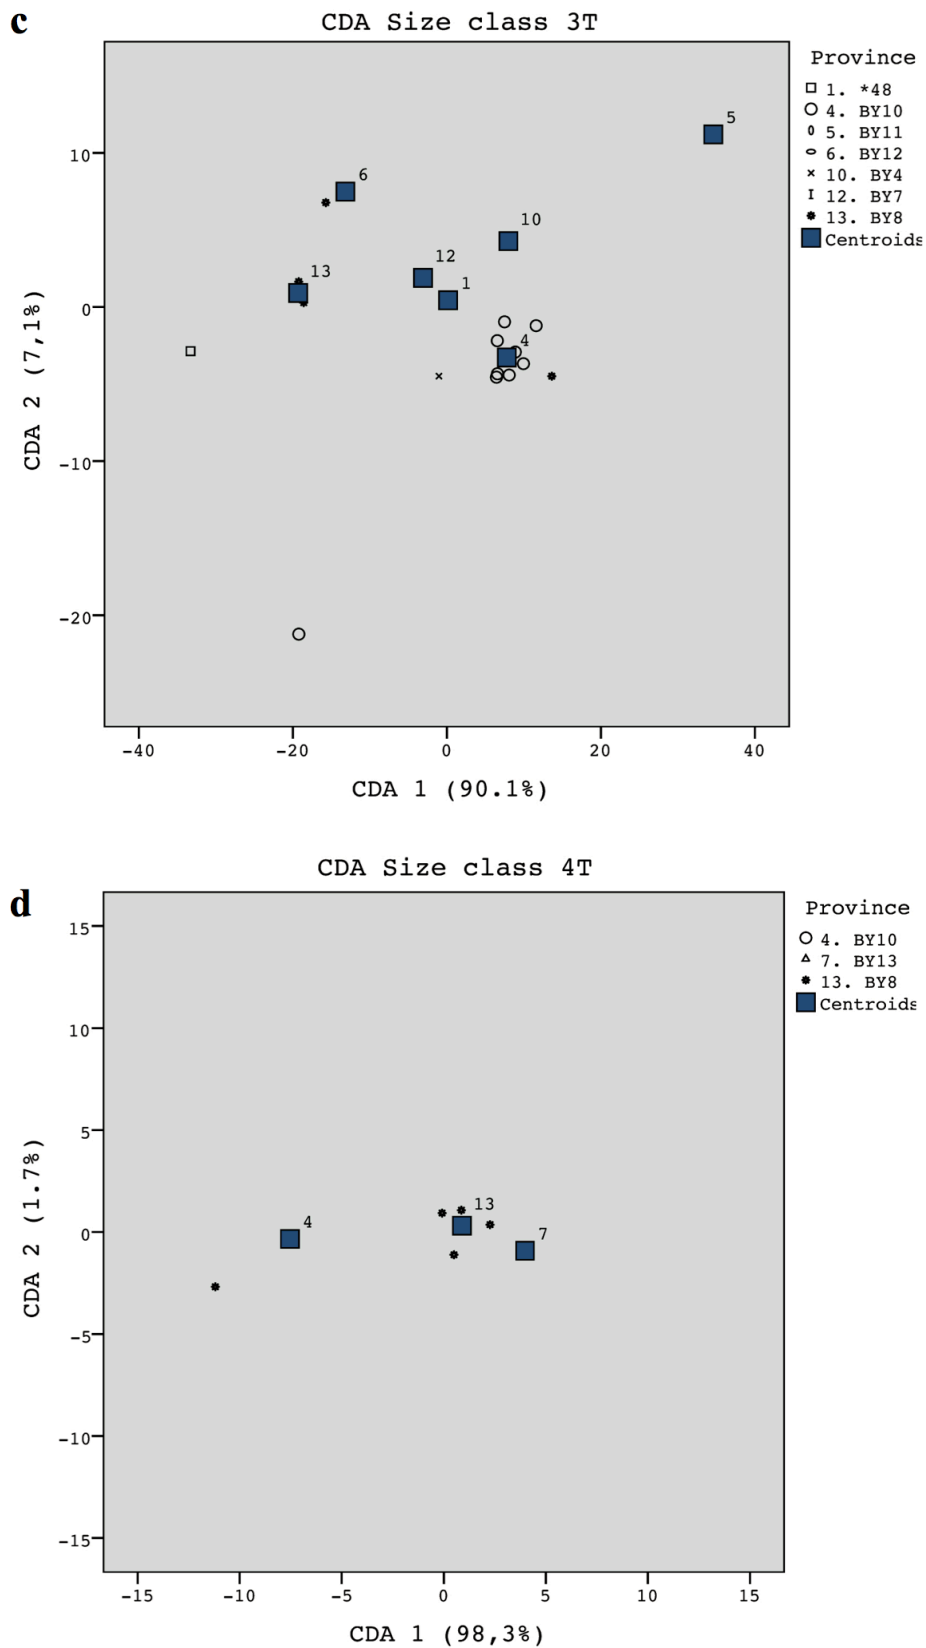 c
CDA Size class 3T
Province
1. *48
4. BY10
5. BY11
6. BY12
10. BY4
12. BY7
13. BY8
Centroids
5
6
10
12
13
1
4
10
0
-10
-20
CDA 2 (7,1%)
-40 -20 0 20 40
CDA 1 (90.1%)
CDA Size class 4T
d
Province
4. BY10
7. BY13
13. BY8
Centroids
15
10
5
0
-5
-10
-15
CDA 2 (1.7%)
13
4
7
-15 -10 -5 0 5 10 15
CDA 1 (98,3%)